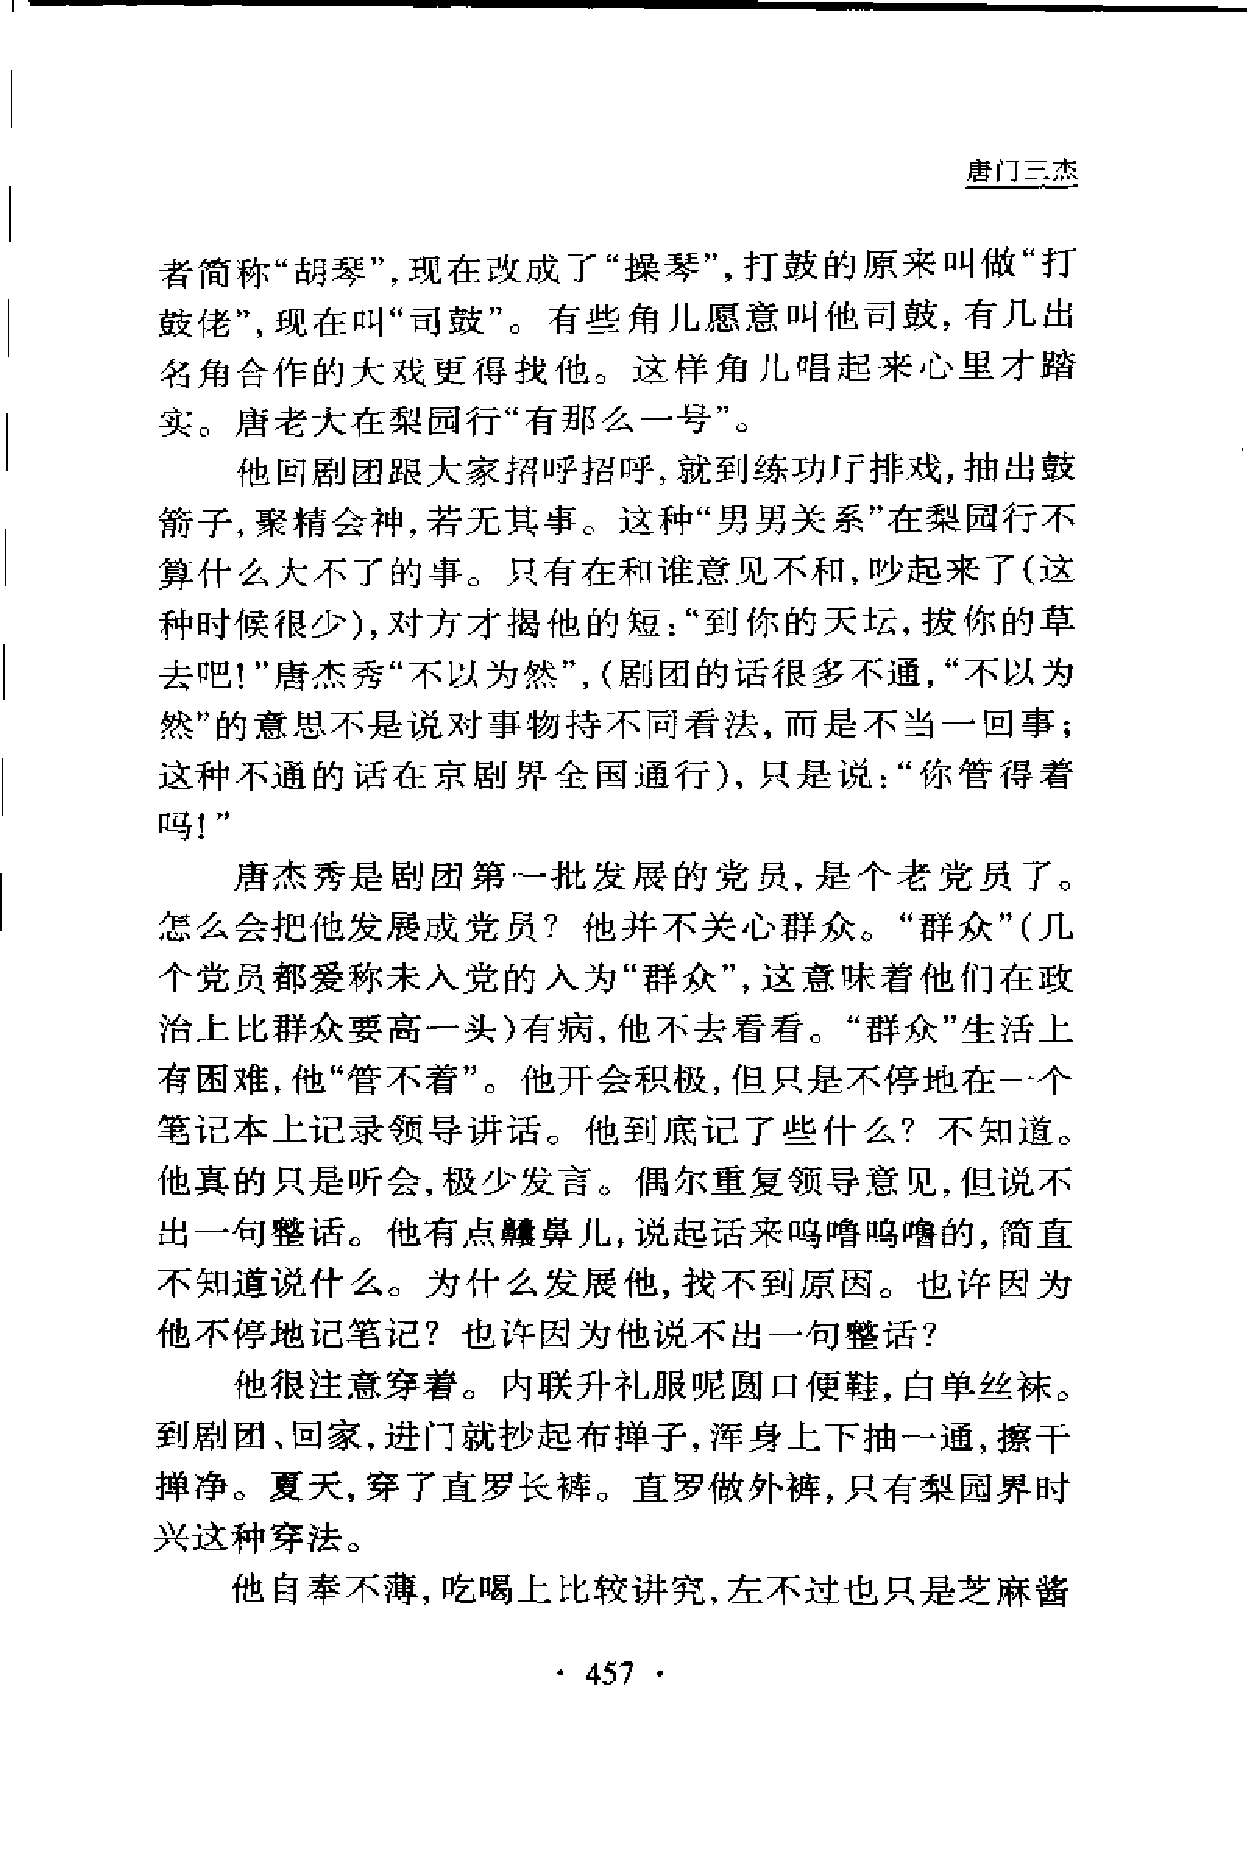 唐门三杰
者简称“胡琴”,现在改成了“操琴”,打鼓的原来叫做“打
鼓佬”,现在叫“司鼓”。有些角儿愿意叫他司鼓,有几出
名角合作的大戏更得找他。这样角儿唱起来心里才踏
实。唐老大在梨园行“有那么一号”。
他回剧团跟大家招呼招呼,就到练功厅排戏,抽出鼓
箭子,聚精会神,若无其事。这种“男男关系”在梨园行不
算什么大不了的事。只有在和谁意见不和,吵起来了(这
种时候很少),对方才揭他的短:“到你的天坛,拔你的草
去吧!”唐杰秀“不以为然”,(剧团的话很多不通,“不以为
然”的意思不是说对事物持不同看法,而是不当一回事;
这种不通的话在京剧界全国通行),只是说:“你管得着
吗!”
唐杰秀是剧团第一批发展的党员,是个老党员了。
怎么会把他发展成党员?他并不关心群众。“群众”(几
个党员都爱称未入党的人为“群众”,这意味着他们在政
治上比群众要高一头)有病,他不去看看。“群众”生活上
有困难,他“管不着”。他开会积极,但只是不停地在一个
笔记本上记录领导讲话。他到底记了些什么?不知道。
他真的只是听会,极少发言。偶尔重复领导意见,但说不
出一句整话。他有点齉鼻儿,说起话来呜噜呜噜的,简直
不知道说什么。为什么发展他,找不到原因。也许因为
他不停地记笔记?也许因为他说不出一句整话?
他很注意穿着。内联升礼服呢圆口便鞋,白单丝袜。
到剧团、回家,进门就抄起布掸子,浑身上下抽一通,擦干
掸净。夏天,穿了直罗长裤。直罗做外裤,只有梨园界时
兴这种穿法。
他自奉不薄,吃喝上比较讲究,左不过也只是芝麻酱
· 457 ·